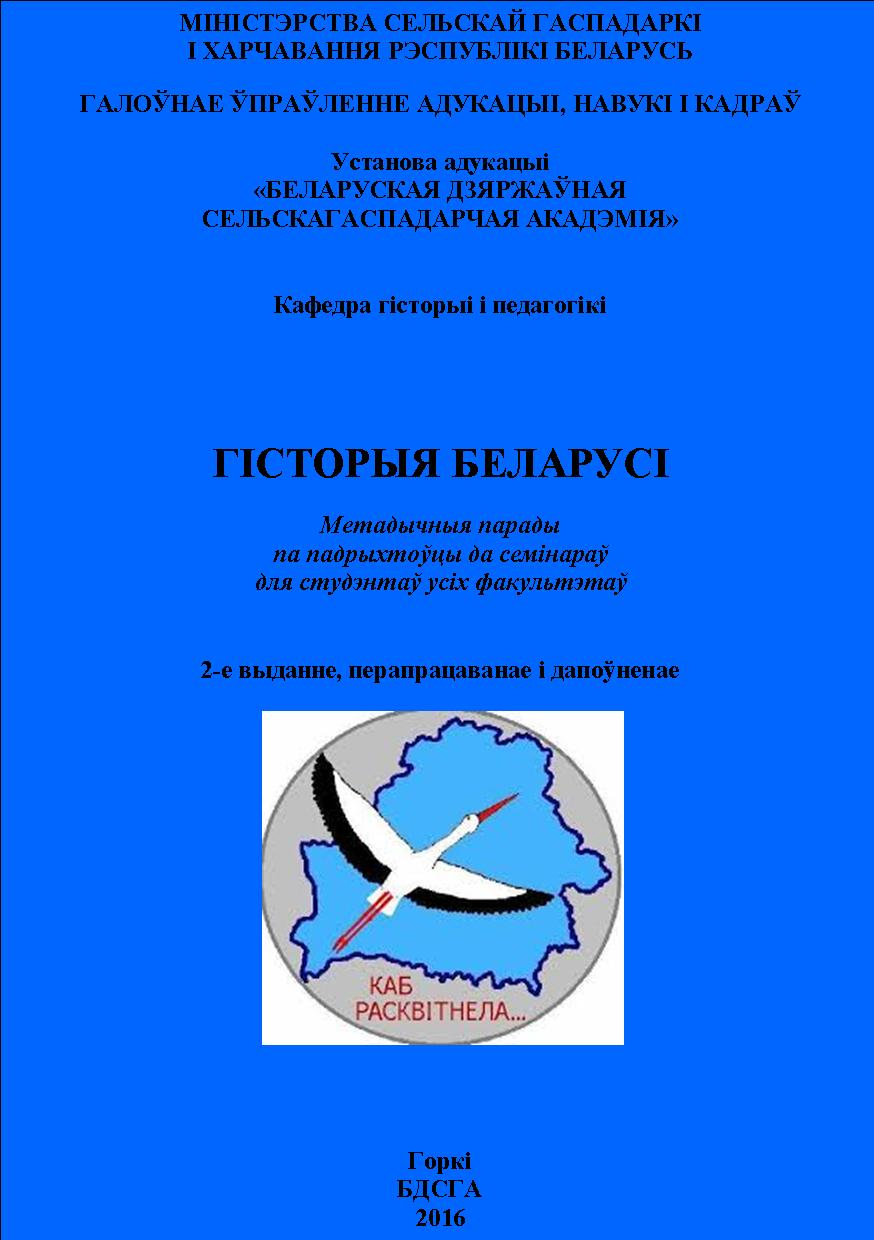 МІНІСТЭРСТВА СЕЛЬСКАЙ ГАСПАДАРКІ
І ХАРЧАВАННЯ РЭСПУБЛІКІ БЕЛАРУСЬ
ГАЛОЎНАЕ ЎПРАЎЛЕННЕ АДУКАЦЫІ, НАВУКІ І КАДРАЎ
Установа адукацыі
«БЕЛАРУСКАЯ ДЗЯРЖАЎНАЯ
СЕЛЬСКАГАСПАДАРЧАЯ АКАДЭМІЯ»
Кафедра гісторыі і педагогікі
ГІСТОРЫЯ БЕЛАРУСІ
Метадычныя парады
па падрыхтоўцы да семінараў
для студэнтаў усіх факультэтаў
2-е выданне, перапрацаванае і дапоўненае
КАБ
РАСКВІТНЕЛА...
Горкі
БДСГА
2016